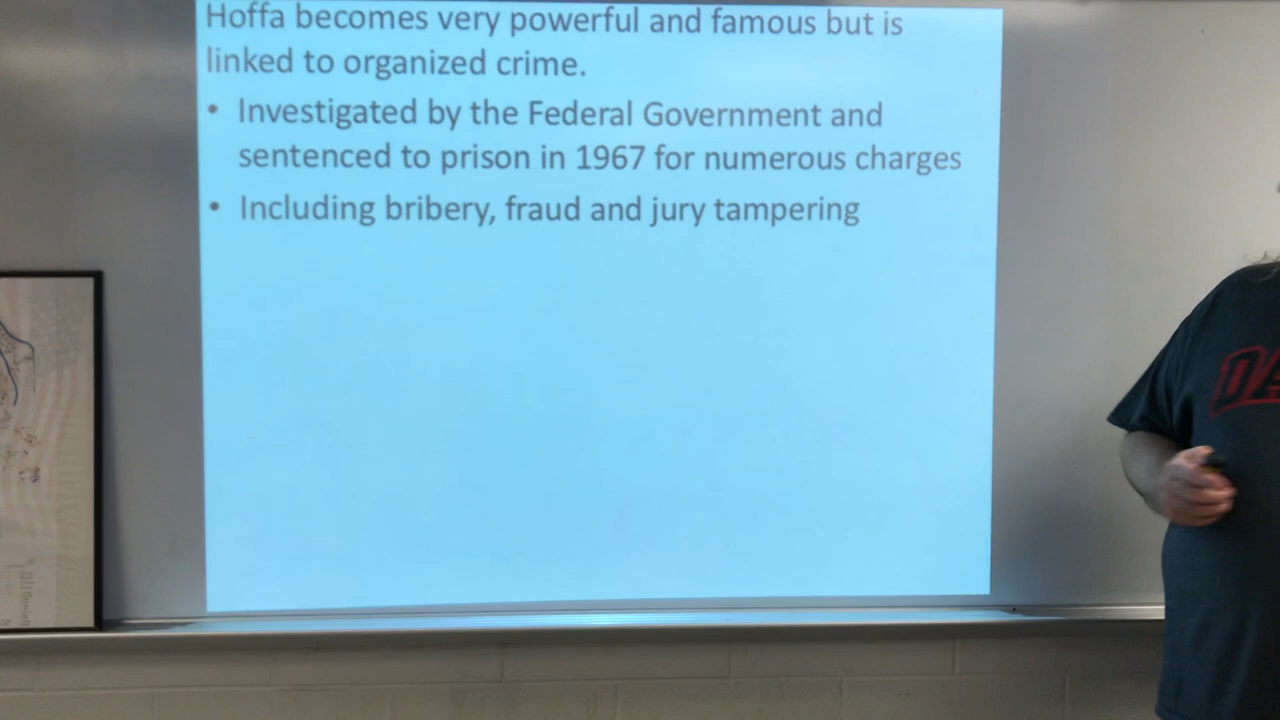 Hoffa becomes very powerful and famous but is
linked to organized crime.
• Investigated by the Federal Government and
sentenced to prison in 1967 for numerous charges
• Including bribery, fraud and jury tampering